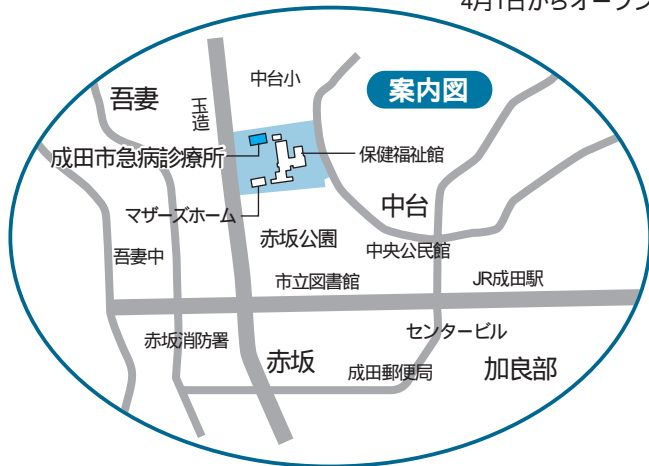 4月1日からオープン
案内図
中台小
吾妻
玉造
成田市急病診療所
保健福祉館
マザーズホーム
中台
赤坂公園
中央公民館
吾妻中
市立図書館
JR成田駅
赤坂消防署
センタービル
赤坂
成田郵便局
加良部